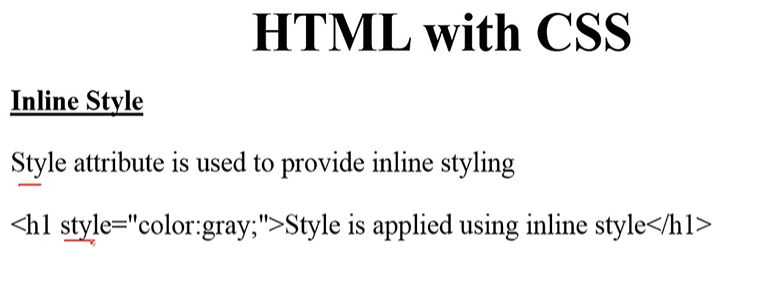 HTML with CSS
Inline Style
Style attribute is used to provide inline styling
<h1 style="color:gray;">Style is applied using inline style</h1>